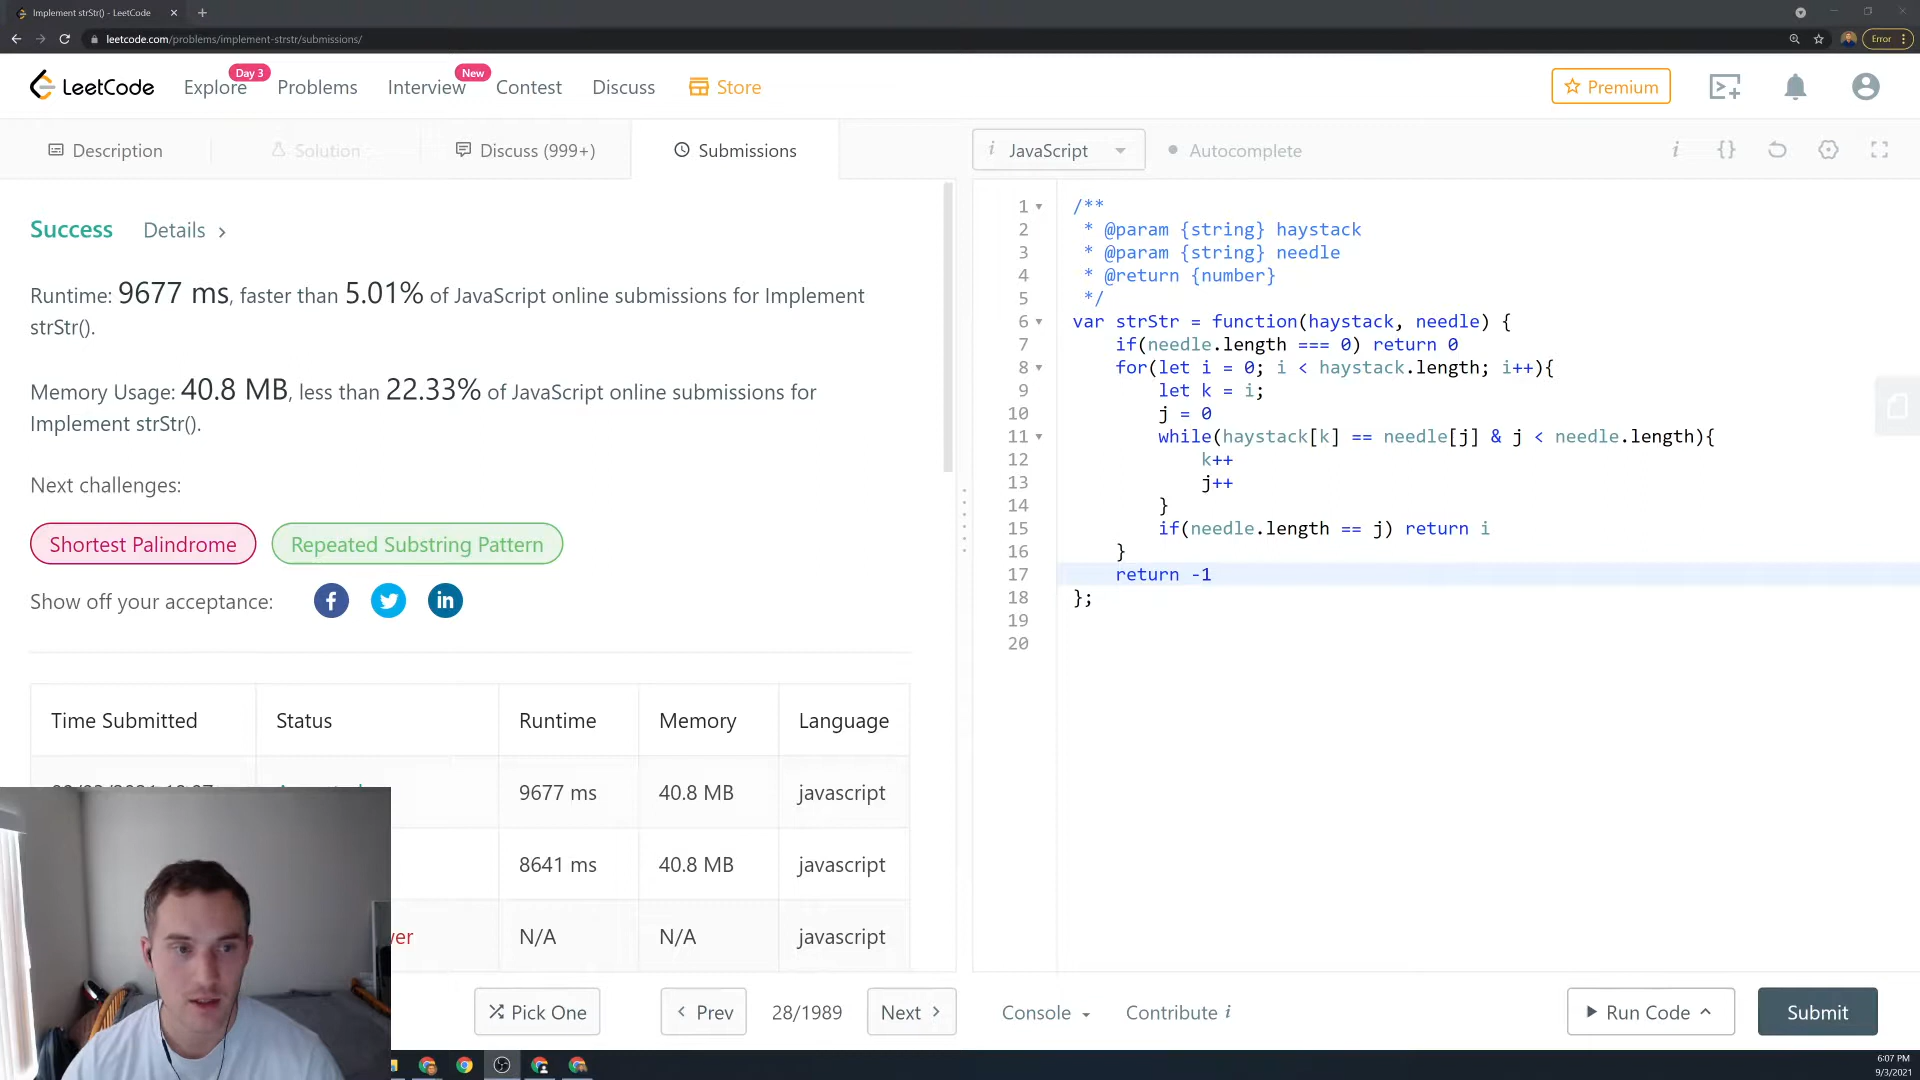 Implement strStr() - LeetCode
leetcode.com/problems/implement-strstr/submissions/
Error
LeetCode
Explore
Day 3
Problems
Interview
New
Contest
Discuss
Store
Premium
Description
Solution
Discuss (999+)
Submissions
i JavaScript
Autocomplete
i {}
Success Details >
Runtime: 9677 ms, faster than 5.01% of JavaScript online submissions for Implement
strStr().
Memory Usage: 40.8 MB, less than 22.33% of JavaScript online submissions for
Implement strStr().
Next challenges:
Shortest Palindrome
Repeated Substring Pattern
Show off your acceptance:
f
in
Time Submitted Status Runtime Memory Language
9677 ms 40.8 MB javascript
8641 ms 40.8 MB javascript
N/A N/A javascript
1 /**
2 * @param {string} haystack
3 * @param {string} needle
4 * @return {number}
5 */
6 var strStr = function(haystack, needle) {
7 if(needle.length === 0) return 0
8 for(let i = 0; i < haystack.length; i++){
9 let k = i;
10 j = 0
11 while(haystack[k] == needle[j] & j < needle.length){
12 k++
13 j++
14 }
15 if(needle.length == j) return i
16 }
17 return -1
18 };
19
20
Pick One
< Prev
28/1989
Next >
Console
Contribute i
Run Code
Submit
6:07 PM
9/3/2021